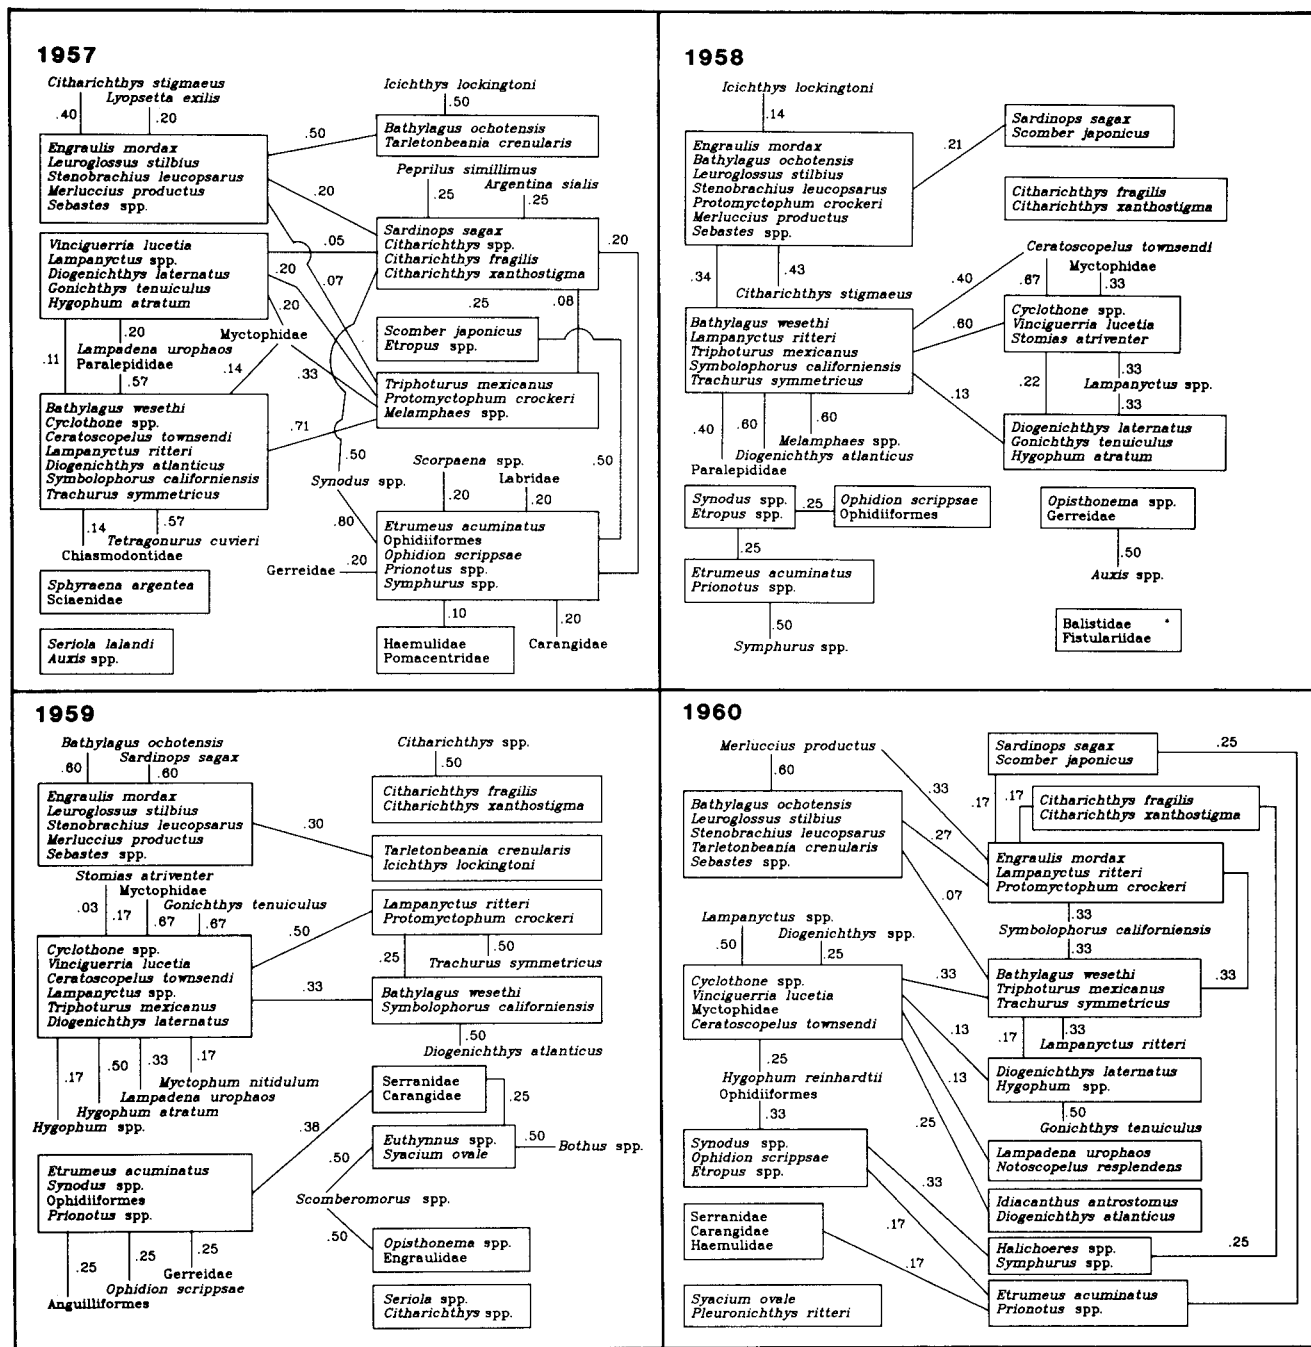 1957
Citharichthys stigmaeus
Lyopsetta exilis
.40
.20
Engraulis mordax
Leuroglossus stilbius
Stenobrachius leucopsarus
Merluccius productus
Sebastes spp.
Icichthys lockingtoni
.50
Bathylagus ochotensis
Tarletonbeania crenularis
.50
.20
Peprilus simillimus
Argentina sialis
.25
.25
Sardinops sagax
Citharichthys spp.
Citharichthys fragilis
Citharichthys xanthostigma
.20
Vinciguerria lucetia
Lampanyctus spp.
Diogenichthys laternatus
Gonichthys tenuiculus
Hygophum atratum
.05
.20
.07
.20
.25
.08
Scomber japonicus
Etropus spp.
.20
Myctophidae
.11
Lampadena urophaos
Paralepididae
.14
.57
.33
Triphoturus mexicanus
Protomyctophum crockeri
Melamphaes spp.
Bathylagus wesethi
Cyclothone spp.
Ceratoscopelus townsendi
Lampanyctus ritteri
Diogenichthys atlanticus
Symbolophorus californiensis
Trachurus symmetricus
.71
.50
.50
Synodus spp.
Scorpaena spp.
Labridae
.20
.20
.14
.57
Tetragonurus cuvieri
Chiasmodontidae
.80
Etrumeus acuminatus
Ophidiiformes
Ophidion scrippsae
Prionotus spp.
Symphurus spp.
.20
Gerreidae
Sphyraena argentea
Sciaenidae
.10
.20
Haemulidae
Pomacentridae
Carangidae
Seriola lalandi
Auxis spp.
1958
Icichthys lockingtoni
.14
Engraulis mordax
Bathylagus ochotensis
Leuroglossus stilbius
Stenobrachius leucopsarus
Protomyctophum crockeri
Merluccius productus
Sebastes spp.
.21
Sardinops sagax
Scomber japonicus
Citharichthys fragilis
Citharichthys xanthostigma
.34
.43
Citharichthys stigmaeus
.40
Ceratoscopelus townsendi
Myctophidae
.67
.33
Bathylagus wesethi
Lampanyctus ritteri
Triphoturus mexicanus
Symbolophorus californiensis
Trachurus symmetricus
.60
Cyclothone spp.
Vinciguerria lucetia
Stomias atriventer
.22
.33
Lampanyctus spp.
.33
.13
Diogenichthys laternatus
Gonichthys tenuiculus
Hygophum atratum
.40
.60
.60
Melamphaes spp.
Diogenichthys atlanticus
Paralepididae
Synodus spp.
Etropus spp.
.25
Ophidion scrippsae
Ophidiiformes
Opisthonema spp.
Gerreidae
.25
.50
Etrumeus acuminatus
Prionotus spp.
Auxis spp.
.50
Symphurus spp.
Balistidae
Fistulariidae
1959
Bathylagus ochotensis
Sardinops sagax
.60
.60
Engraulis mordax
Leuroglossus stilbius
Stenobrachius leucopsarus
Merluccius productus
Sebastes spp.
Citharichthys spp.
.50
Citharichthys fragilis
Citharichthys xanthostigma
.30
Tarletonbeania crenularis
Icichthys lockingtoni
Stomias atriventer
Myctophidae
Gonichthys tenuiculus
.03
.17
.67
.67
.50
Lampanyctus ritteri
Protomyctophum crockeri
.25
.50
Trachurus symmetricus
Cyclothone spp.
Vinciguerria lucetia
Ceratoscopelus townsendi
Lampanyctus spp.
Triphoturus mexicanus
Diogenichthys laternatus
.33
Bathylagus wesethi
Symbolophorus californiensis
.50
Diogenichthys atlanticus
.17
.50
.33
.17
Myctophum nitidulum
Lampadena urophaos
Hygophum atratum
Hygophum spp.
Serranidae
Carangidae
.25
.38
Euthynnus spp.
Syacium ovale
.50
Bothus spp.
.50
Etrumeus acuminatus
Synodus spp.
Ophidiiformes
Prionotus spp.
Scomberomorus spp.
.50
Opisthonema spp.
Engraulidae
.25
.25
.25
Gerreidae
Ophidion scrippsae
Anguilliformes
Seriola spp.
Citharichthys spp.
1960
Merluccius productus
.60
Sardinops sagax
Scomber japonicus
.25
.33
.17
.17
Citharichthys fragilis
Citharichthys xanthostigma
Bathylagus ochotensis
Leuroglossus stilbius
Stenobrachius leucopsarus
Tarletonbeania crenularis
Sebastes spp.
.27
Engraulis mordax
Lampanyctus ritteri
Protomyctophum crockeri
.07
.33
Symbolophorus californiensis
.33
.33
Lampanyctus spp.
Diogenichthys spp.
.50
.25
Cyclothone spp.
Vinciguerria lucetia
Myctophidae
Ceratoscopelus townsendi
.33
Bathylagus wesethi
Triphoturus mexicanus
Trachurus symmetricus
.17
.33
Lampanyctus ritteri
.13
.25
Hygophum reinhardtii
Ophidiiformes
.33
.13
Diogenichthys laternatus
Hygophum spp.
.50
Gonichthys tenuiculus
.25
Synodus spp.
Ophidion scrippsae
Etropus spp.
Lampadena urophaos
Notoscopelus resplendens
.33
Idiacanthus antrostomus
Diogenichthys atlanticus
Serranidae
Carangidae
Haemulidae
.17
.17
Halichoeres spp.
Symphurus spp.
.25
Etrumeus acuminatus
Prionotus spp.
Syacium ovale
Pleuronichthys ritteri